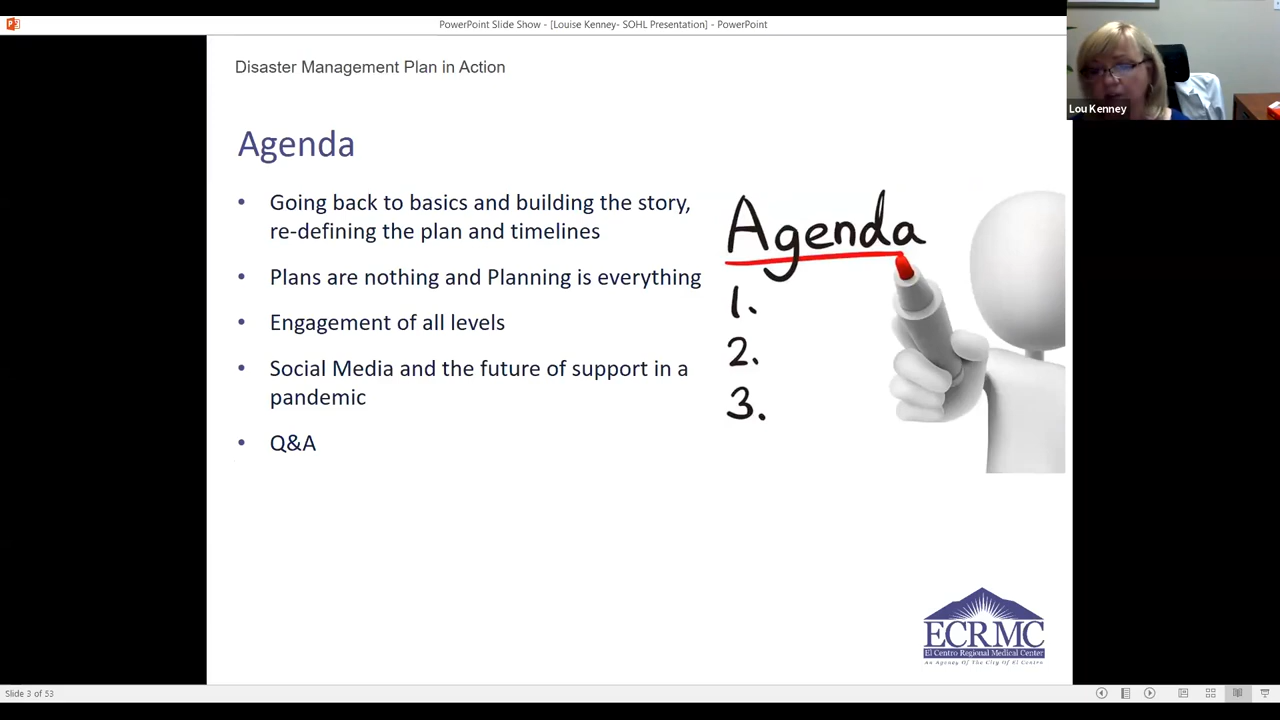 PowerPoint Slide Show - [Louise Kenney- SOHL Presentation] - PowerPoint
Lou Kenney
Disaster Management Plan in Action
Agenda
• Going back to basics and building the story,
re-defining the plan and timelines
• Plans are nothing and Planning is everything
• Engagement of all levels
• Social Media and the future of support in a
pandemic
• Q&A
Agenda
1.
2.
3.
ECRMC
El Centro Regional Medical Center
An Agency Of The City Of El Centro
Slide 3 of 53